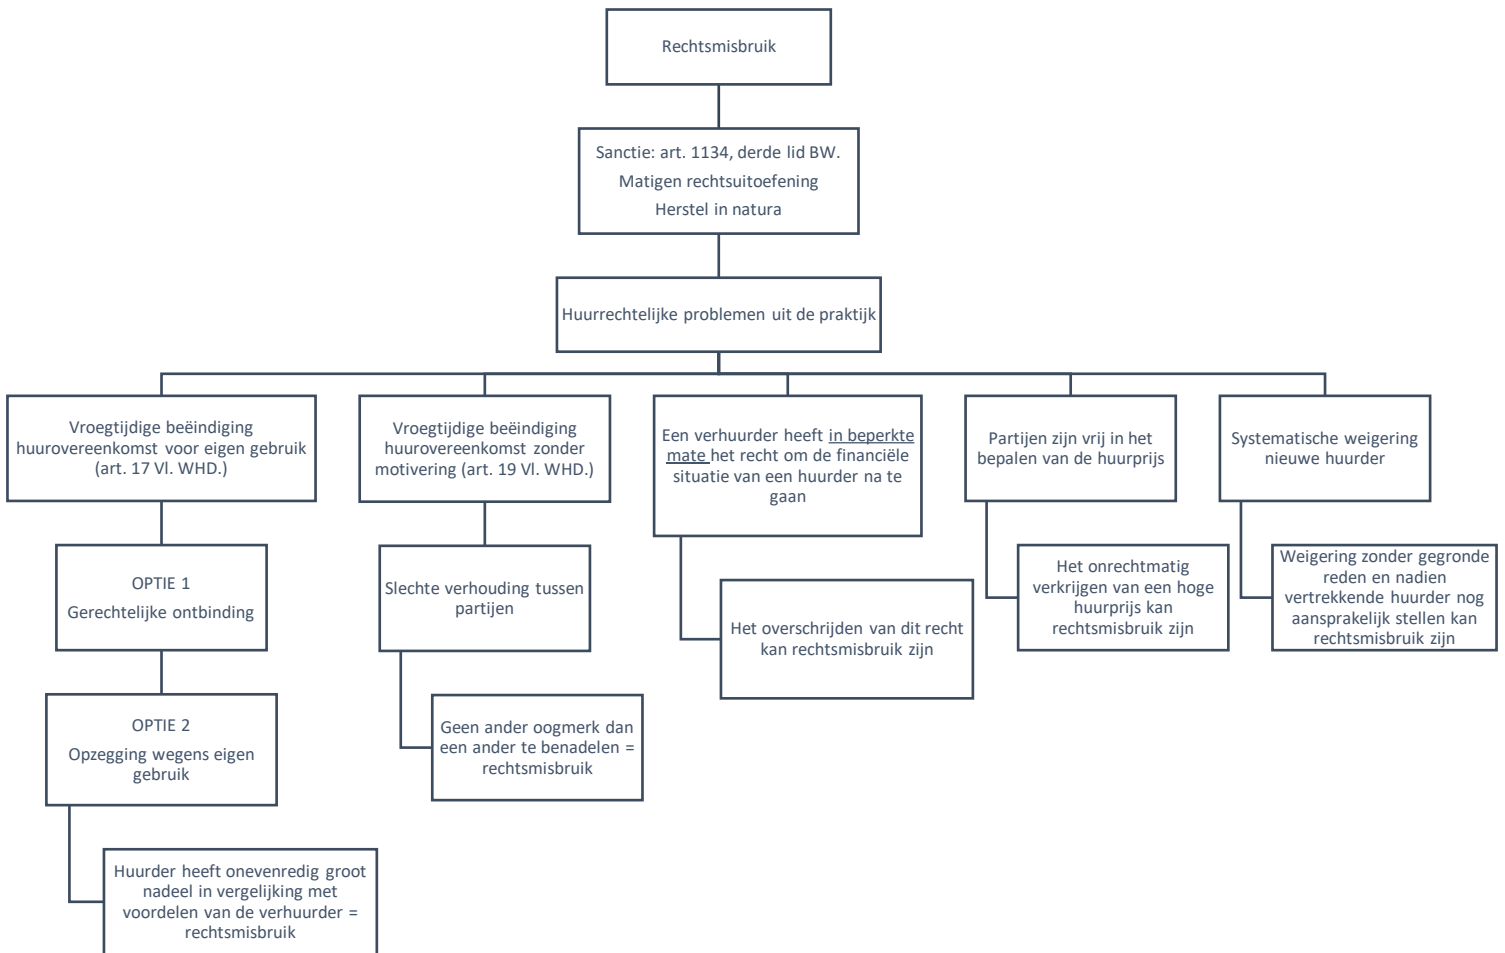 Rechtsmisbruik
Sanctie: art. 1134, derde lid BW.
Matigen rechtsuitoefening
Herstel in natura
Huurrechtelijke problemen uit de praktijk
Vroegtijdige beëindiging
huurovereenkomst voor eigen gebruik
(art. 17 Vl. WHD.)
OPTIE 1
Gerechtelijke ontbinding
OPTIE 2
Opzegging wegens eigen
gebruik
Huurder heeft onevenredig groot
nadeel in vergelijking met
voordelen van de verhuurder =
rechtsmisbruik
Vroegtijdige beëindiging
huurovereenkomst zonder
motivering (art. 19 Vl. WHD.)
Slechte verhouding tussen
partijen
Geen ander oogmerk dan
een ander te benadelen =
rechtsmisbruik
Een verhuurder heeft in beperkte
mate het recht om de financiële
situatie van een huurder na te
gaan
Het overschrijden van dit recht
kan rechtsmisbruik zijn
Partijen zijn vrij in het
bepalen van de huurprijs
Het onrechtmatig
verkrijgen van een hoge
huurprijs kan
rechtsmisbruik zijn
Systematische weigering
nieuwe huurder
Weigering zonder gegronde
reden en nadien
vertrekkende huurder nog
aansprakelijk stellen kan
rechtsmisbruik zijn